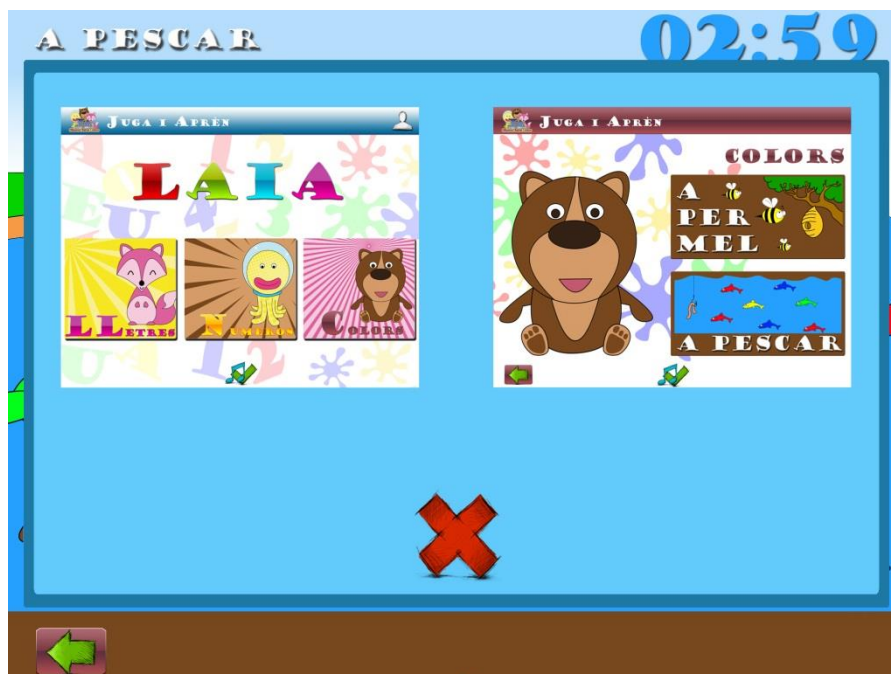 A PESCAR
02:59
JUGA I APRÈN
LAIA
LLETRES
NÚMEROS
COLORS
JUGA I APRÈN
COLORS
A
PER
MEL
A PESCAR